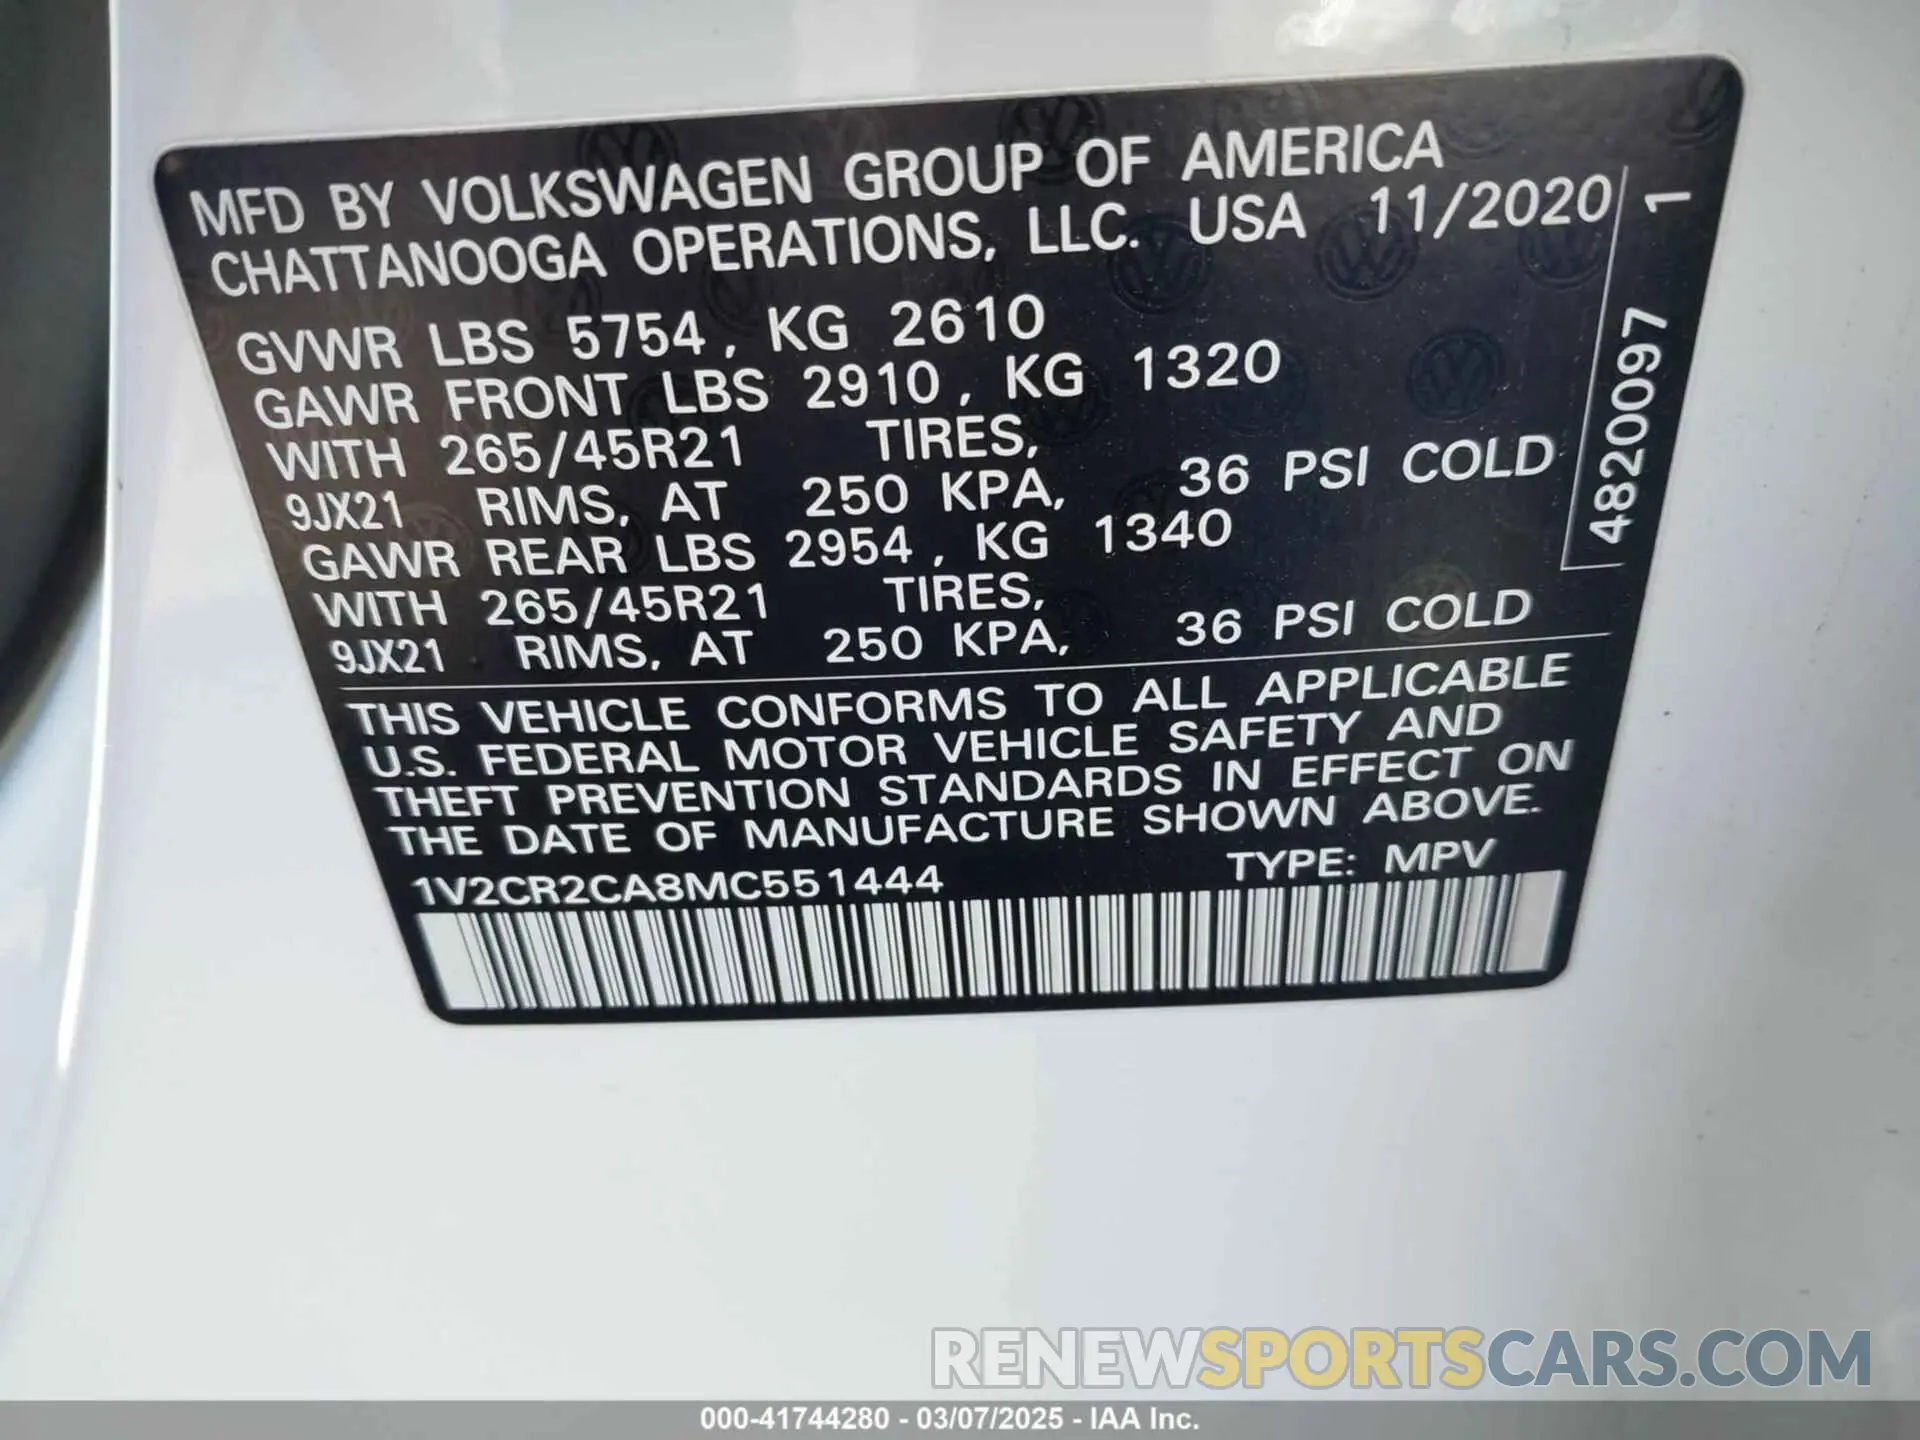 MFD BY VOLKSWAGEN GROUP OF AMERICA
CHATTANOOGA OPERATIONS, LLC. USA 11/2020
GVWR LBS 5754, KG 2610
GAWR FRONT LBS 2910, KG 1320
WITH 265/45R21 TIRES,
9JX21 RIMS, AT 250 KPA, 36 PSI COLD
GAWR REAR LBS 2954, KG 1340
WITH 265/45R21 TIRES,
9JX21 RIMS, AT 250 KPA, 36 PSI COLD
4820097 1
THIS VEHICLE CONFORMS TO ALL APPLICABLE
U.S. FEDERAL MOTOR VEHICLE SAFETY AND
THEFT PREVENTION STANDARDS IN EFFECT ON
THE DATE OF MANUFACTURE SHOWN ABOVE.
1V2CR2CA8MC551444 TYPE: MPV
RENEWSPORTSCARS.COM
000-41744280 - 03/07/2025 - IAA Inc.